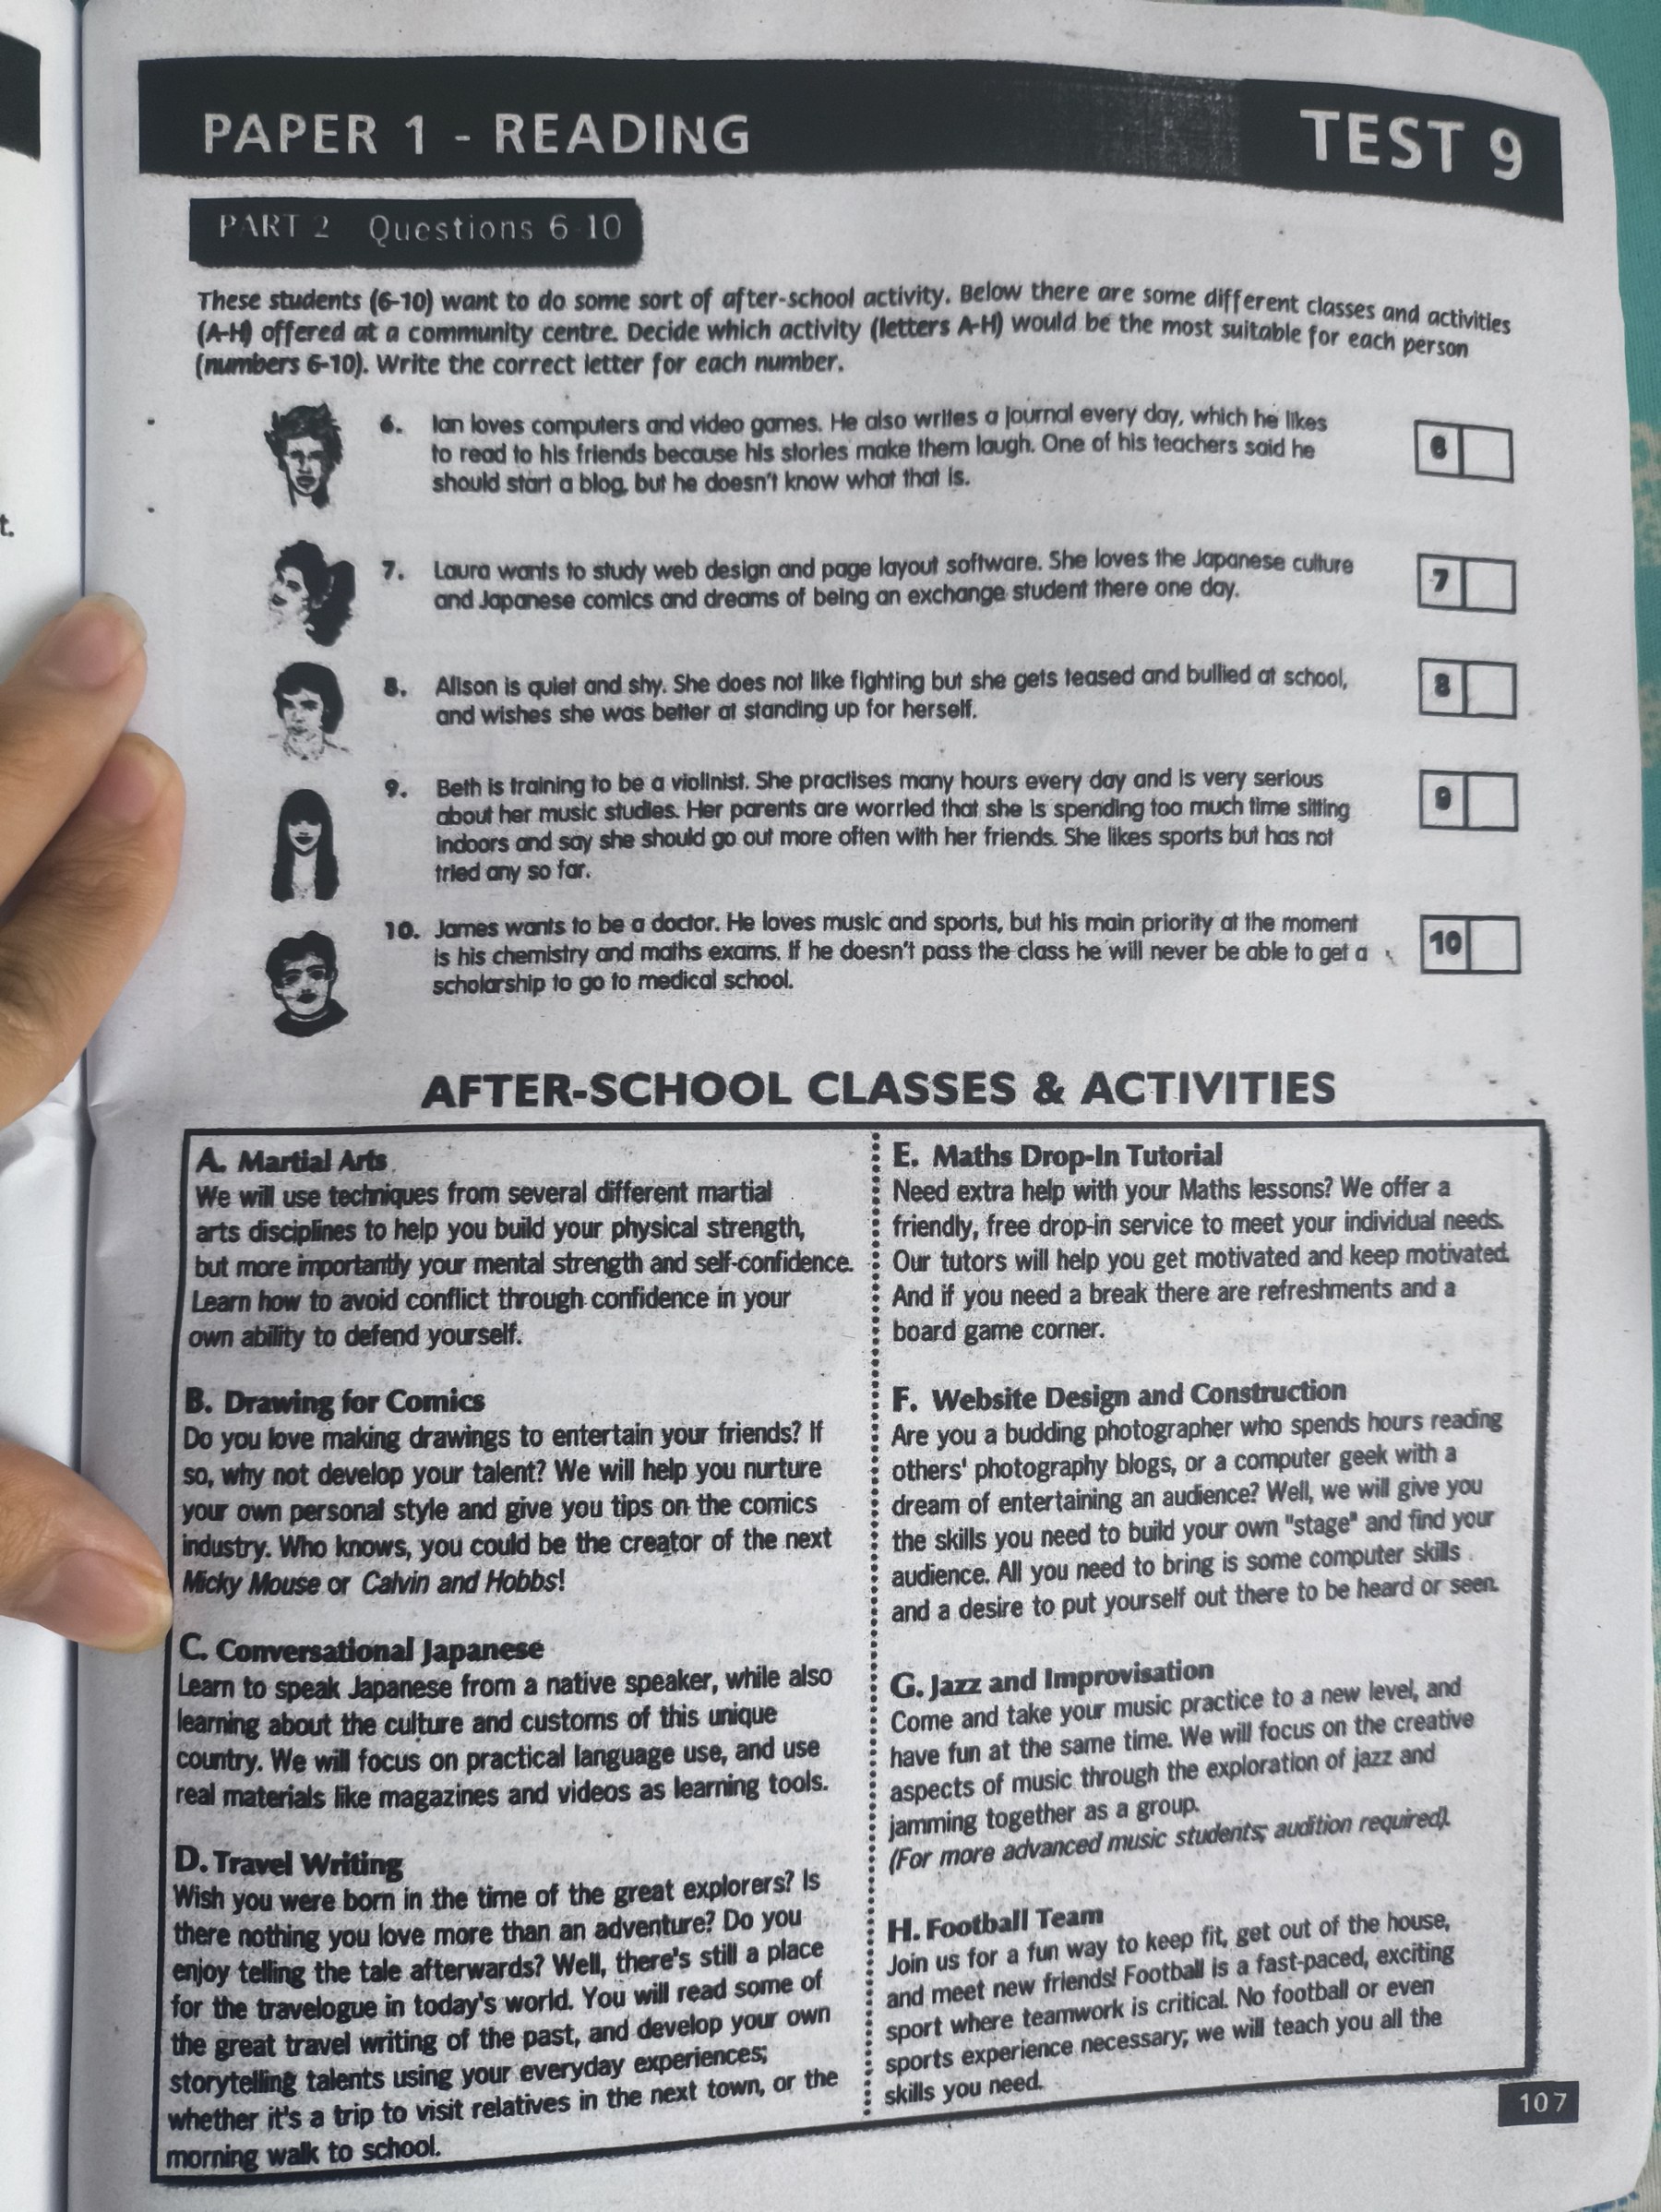 t.
PAPER 1 - READING
TEST 9
PART 2 Questions 6-10
These students (6-10) want to do some sort of after-school activity. Below there are some different classes and activities
(A-H) offered at a community centre. Decide which activity (letters A-H) would be the most suitable for each person
(numbers 6-10). Write the correct letter for each number.
6. Ian loves computers and video games. He also writes a journal every day, which he likes
to read to his friends because his stories make them laugh. One of his teachers said he
should start a blog, but he doesn't know what that is.
6
7. Laura wants to study web design and page layout software. She loves the Japanese culture
and Japanese comics and dreams of being an exchange student there one day.
7
8. Alison is quiet and shy. She does not like fighting but she gets teased and bullied at school,
and wishes she was better at standing up for herself.
8
9. Beth is training to be a violinist. She practises many hours every day and is very serious
about her music studies. Her parents are worried that she is spending too much time sitting
indoors and say she should go out more often with her friends. She likes sports but has not
tried any so far.
9
10. James wants to be a doctor. He loves music and sports, but his main priority at the moment
is his chemistry and maths exams. If he doesn't pass the class he will never be able to get a
scholarship to go to medical school.
10
AFTER-SCHOOL CLASSES & ACTIVITIES
A. Martial Arts
We will use techniques from several different martial
arts disciplines to help you build your physical strength,
but more importantly your mental strength and self-confidence.
Learn how to avoid conflict through confidence in your
own ability to defend yourself.
B. Drawing for Comics
Do you love making drawings to entertain your friends? If
so, why not develop your talent? We will help you nurture
your own personal style and give you tips on the comics
industry. Who knows, you could be the creator of the next
Micky Mouse or Calvin and Hobbs!
C. Conversational Japanese
Learn to speak Japanese from a native speaker, while also
learning about the culture and customs of this unique
country. We will focus on practical language use, and use
real materials like magazines and videos as learning tools.
D. Travel Writing
Wish you were born in the time of the great explorers? Is
there nothing you love more than an adventure? Do you
enjoy telling the tale afterwards? Well, there's still a place
for the travelogue in today's world. You will read some of
the great travel writing of the past, and develop your own
storytelling talents using your everyday experiences;
whether it's a trip to visit relatives in the next town, or the
morning walk to school.
E. Maths Drop-In Tutorial
Need extra help with your Maths lessons? We offer a
friendly, free drop-in service to meet your individual needs.
Our tutors will help you get motivated and keep motivated.
And if you need a break there are refreshments and a
board game corner.
F. Website Design and Construction
Are you a budding photographer who spends hours reading
others' photography blogs, or a computer geek with a
dream of entertaining an audience? Well, we will give you
the skills you need to build your own "stage" and find your
audience. All you need to bring is some computer skills
and a desire to put yourself out there to be heard or seen.
G. Jazz and Improvisation
Come and take your music practice to a new level, and
have fun at the same time. We will focus on the creative
aspects of music through the exploration of jazz and
jamming together as a group.
(For more advanced music students; audition required).
H. Football Team
Join us for a fun way to keep fit, get out of the house,
and meet new friends! Football is a fast-paced, exciting
sport where teamwork is critical. No football or even
sports experience necessary; we will teach you all the
skills you need.
107